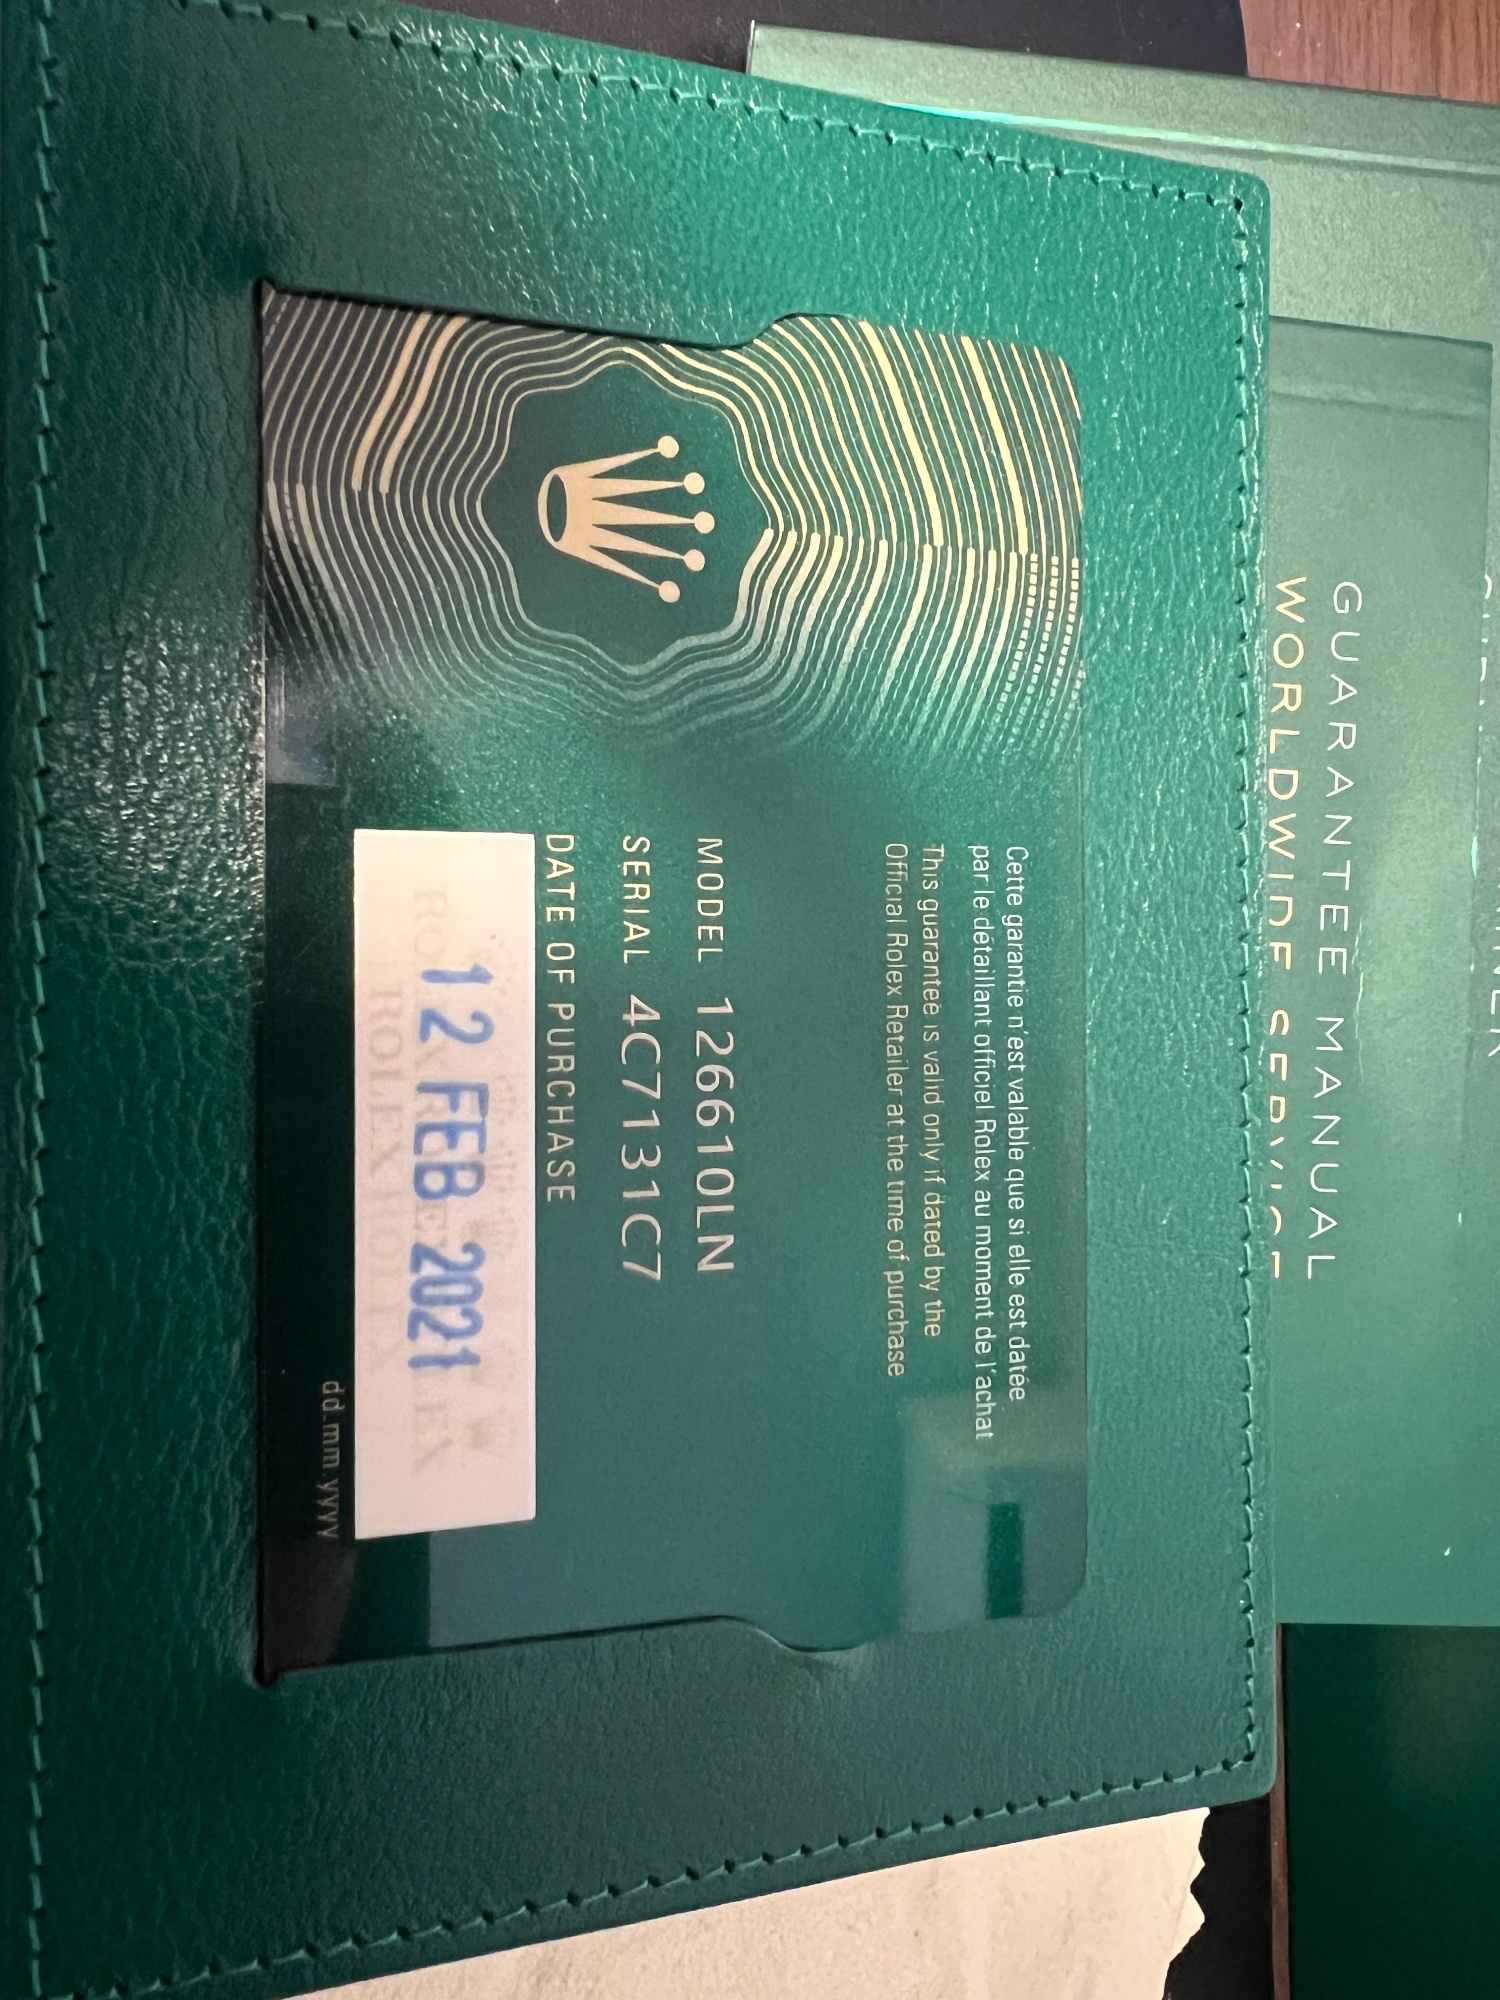 Cette garantie n'est valable que si elle est datée
par le détaillant officiel Rolex au moment de l'achat
This guarantee is valid only if dated by the
Official Rolex Retailer at the time of purchase
MODEL 126610LN
SERIAL 4C7131C7
DATE OF PURCHASE
12 FEB 2021
ROLEX
dd.mm.yyyy
GUARANTEE MANUAL
WORLDWIDE SERVICE